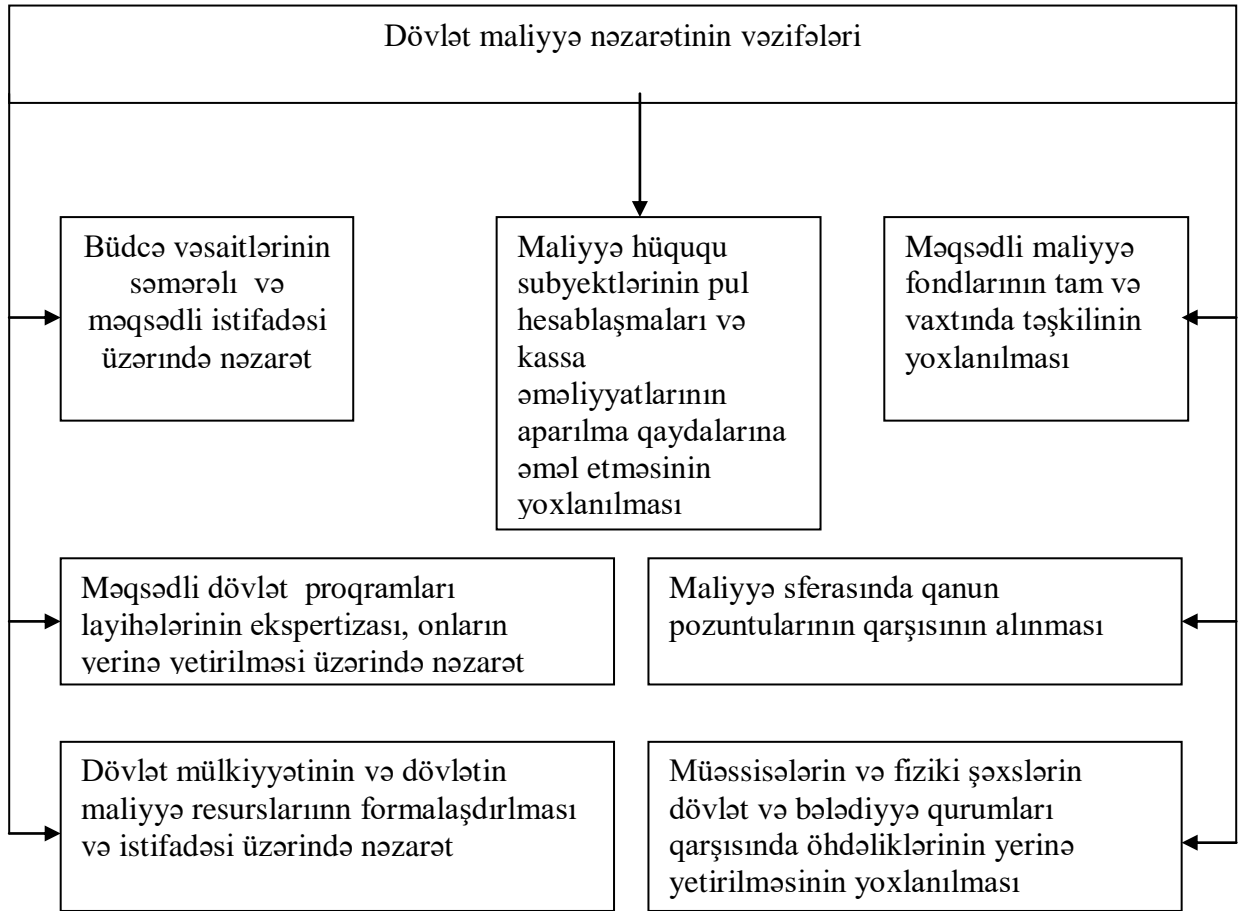 Dövlət maliyyə nəzarətinin vəzifələri
Büdcə vəsaitlərinin
səmərəlı və
məqsədli istifadəsi
üzərındə nəzarət
Maliyyə hüququ
subyektlərinin pul
hesablaşmaları və
kassa
əməliyyatlarının
aparılma qaydalarına
əməl etməsinin
yoxlanılması
Məqsədli maliyyə
fondlarının tam və
vaxtında təşkilinin
yoxlanılması
Məqsədli dövlət proqramları
layihələrinin ekspertizası, onların
yerinə yetirilməsi üzərində nəzarət
Maliyyə sferasında qanun
pozuntularının qarşısının alınması
Dövlət mülkiyyətinin və dövlətin
maliyyə resurslarıınn formalaşdırlması
və istifadəsi üzərində nəzarət
Müəssisələrin və fiziki şəxslərin
dövlət və bələdiyyə qurumları
qarşısında öhdəliklərinin yerinə
yetirilməsinin yoxlanılması